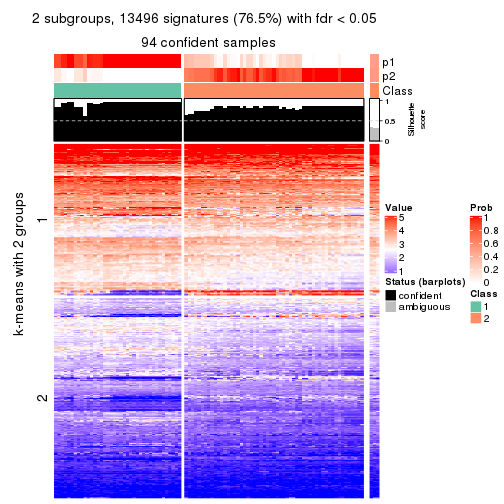 2 subgroups, 13496 signatures (76.5%) with fdr < 0.05
94 confident samples
p1
p2
Class
1
0.5
0
Silhouette
score
k-means with 2 groups
1
2
Value
5
4
3
2
1
Status (barplots)
confident
ambiguous
Prob
1
0.8
0.6
0.4
0.2
0
Class
1
2